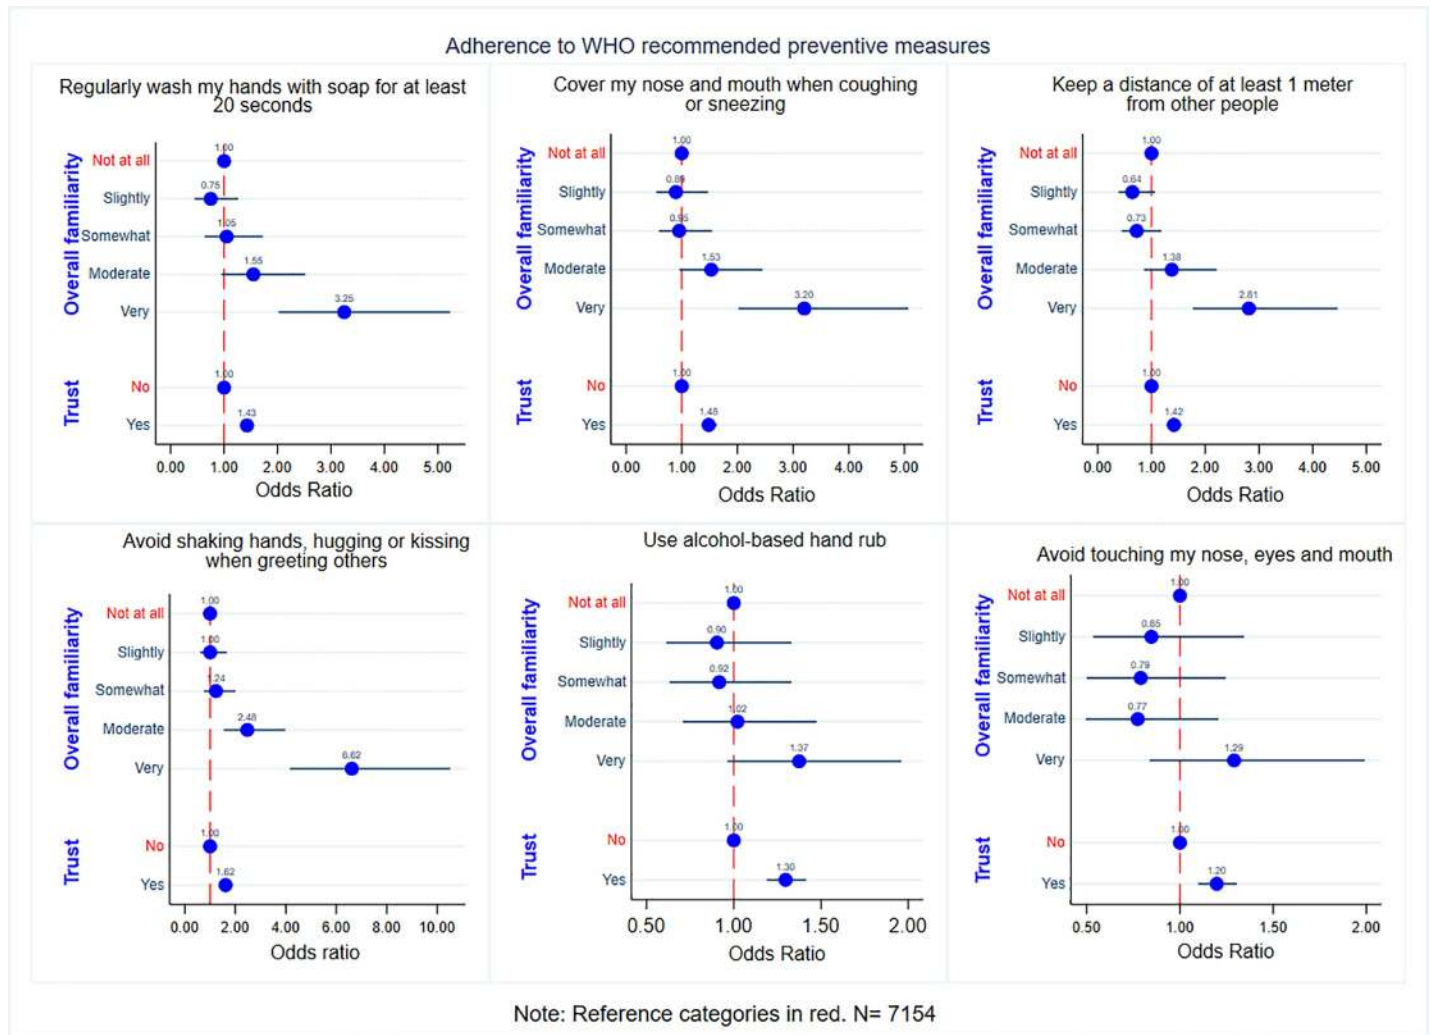 Adherence to WHO recommended preventive measures
Regularly wash my hands with soap for at least
20 seconds
Overall familiarity
Not at all
1.00
Slightly
0.75
Somewhat
1.05
Moderate
1.55
Very
3.25
Trust
No
1.00
Yes
1.43
0.00 1.00 2.00 3.00 4.00 5.00
Odds Ratio
Cover my nose and mouth when coughing
or sneezing
Overall familiarity
Not at all
1.00
Slightly
0.89
Somewhat
0.95
Moderate
1.53
Very
3.20
Trust
No
1.00
Yes
1.48
0.00 1.00 2.00 3.00 4.00 5.00
Odds Ratio
Keep a distance of at least 1 meter
from other people
Overall familiarity
Not at all
1.00
Slightly
0.64
Somewhat
0.73
Moderate
1.38
Very
2.81
Trust
No
1.00
Yes
1.42
0.00 1.00 2.00 3.00 4.00 5.00
Odds Ratio
Avoid shaking hands, hugging or kissing
when greeting others
Overall familiarity
Not at all
1.00
Slightly
1.00
Somewhat
1.24
Moderate
2.48
Very
6.62
Trust
No
1.00
Yes
1.62
0.00 2.00 4.00 6.00 8.00 10.00
Odds ratio
Use alcohol-based hand rub
Overall familiarity
Not at all
1.00
Slightly
0.90
Somewhat
0.92
Moderate
1.02
Very
1.37
Trust
No
1.00
Yes
1.30
0.50 1.00 1.50 2.00
Odds Ratio
Avoid touching my nose, eyes and mouth
Overall familiarity
Not at all
1.00
Slightly
0.85
Somewhat
0.79
Moderate
0.77
Very
1.29
Trust
No
1.00
Yes
1.20
0.50 1.00 1.50 2.00
Odds Ratio
Note: Reference categories in red. N= 7154